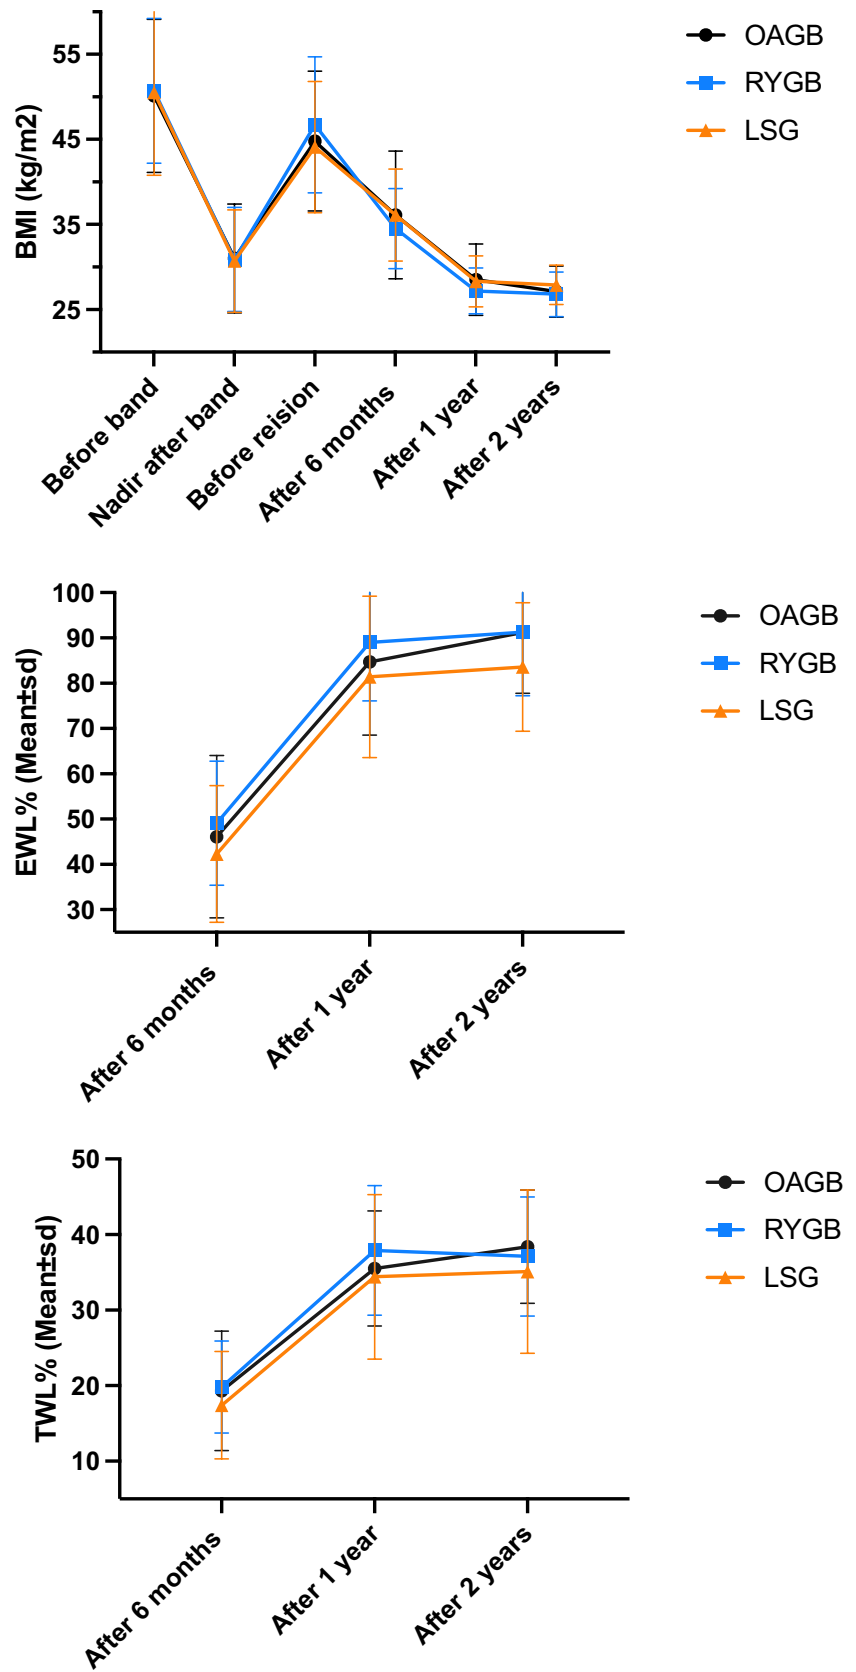 BMI (kg/m2)
55
45
35
25
Before band
Nadir after band
Before reision
After 6 months
After 1 year
After 2 years
OAGB
RYGB
LSG
EWL% (Mean±sd)
100
90
80
70
60
50
40
30
After 6 months
After 1 year
After 2 years
OAGB
RYGB
LSG
TWL% (Mean±sd)
50
40
30
20
10
After 6 months
After 1 year
After 2 years
OAGB
RYGB
LSG